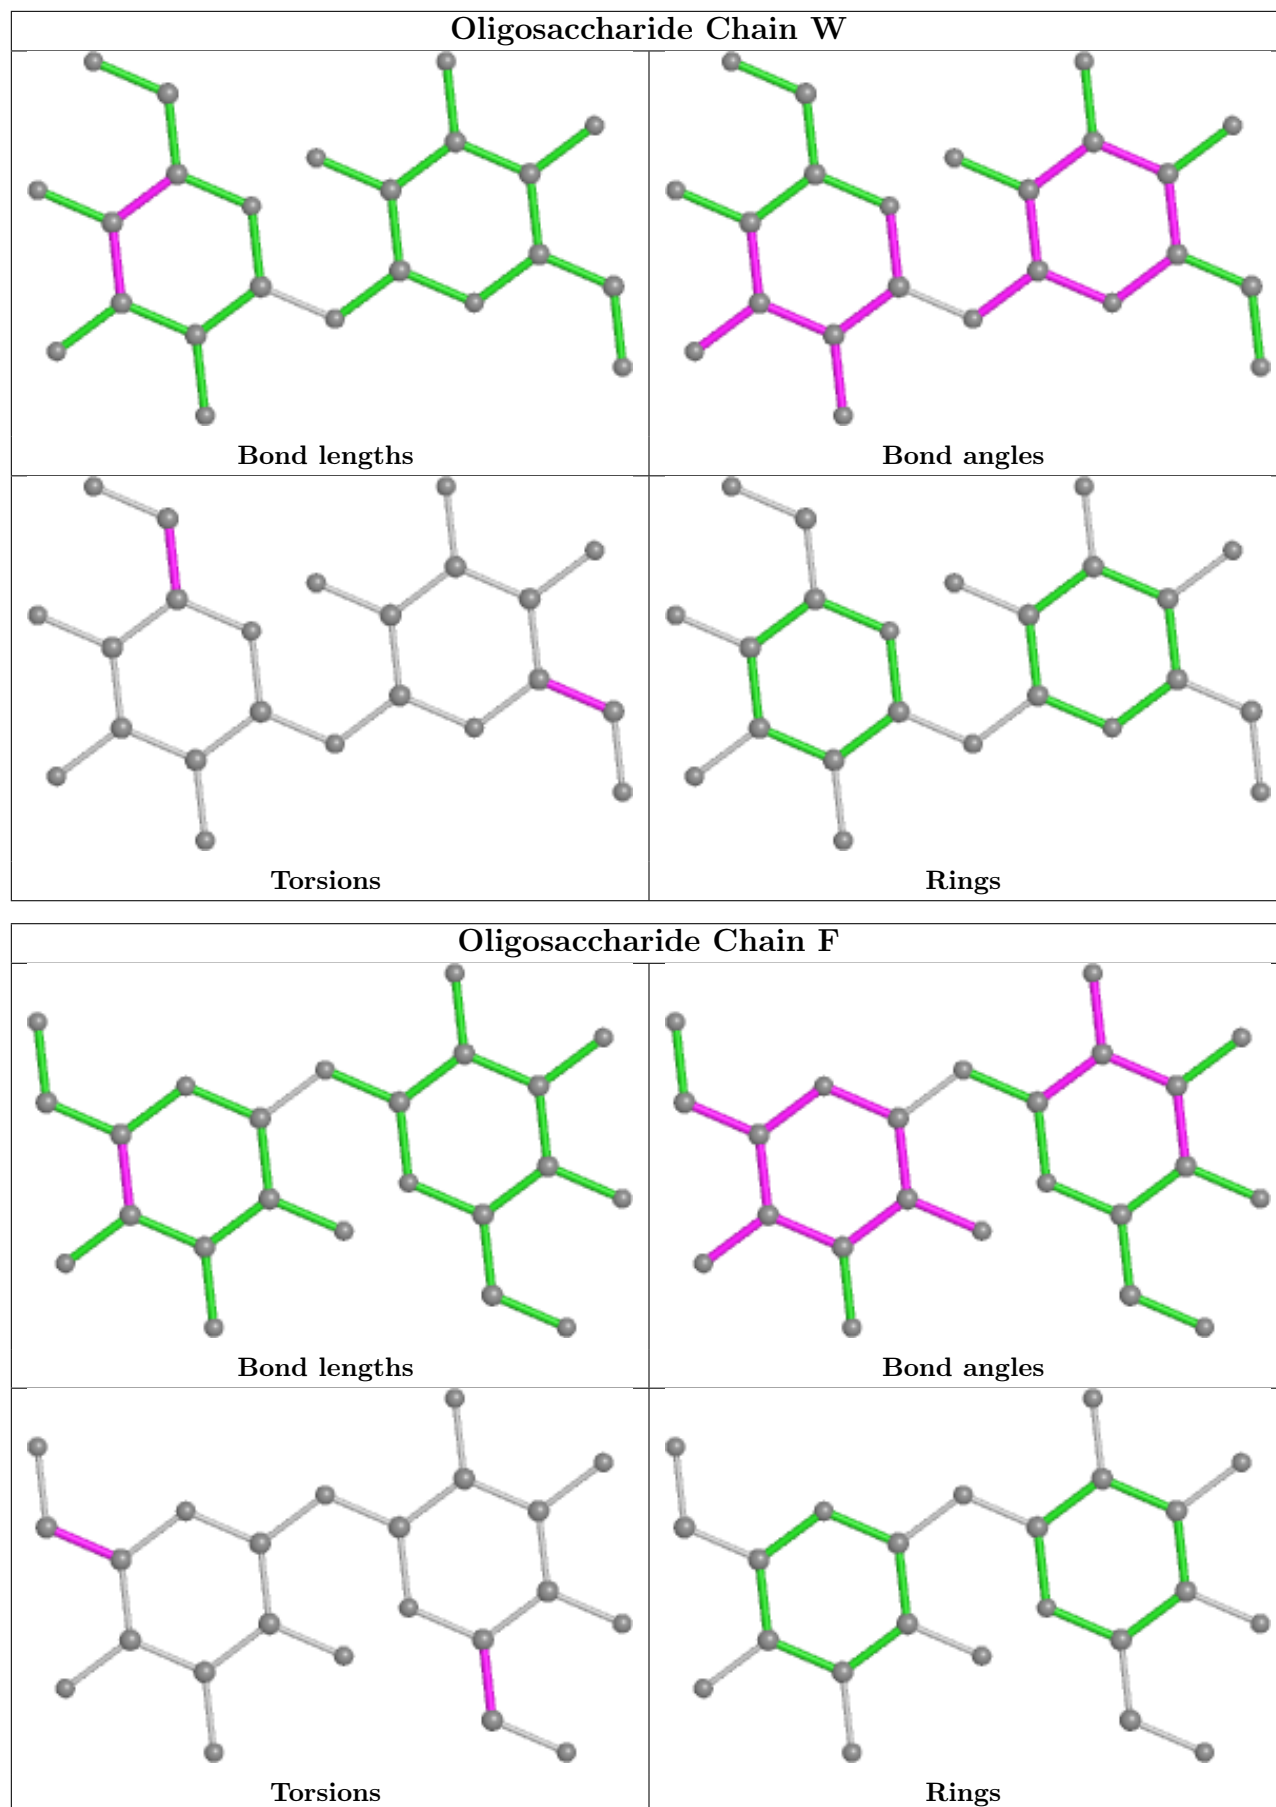 Oligosaccharide Chain W
Bond lengths
Bond angles
Torsions
Rings
Oligosaccharide Chain F
Bond lengths
Bond angles
Torsions
Rings